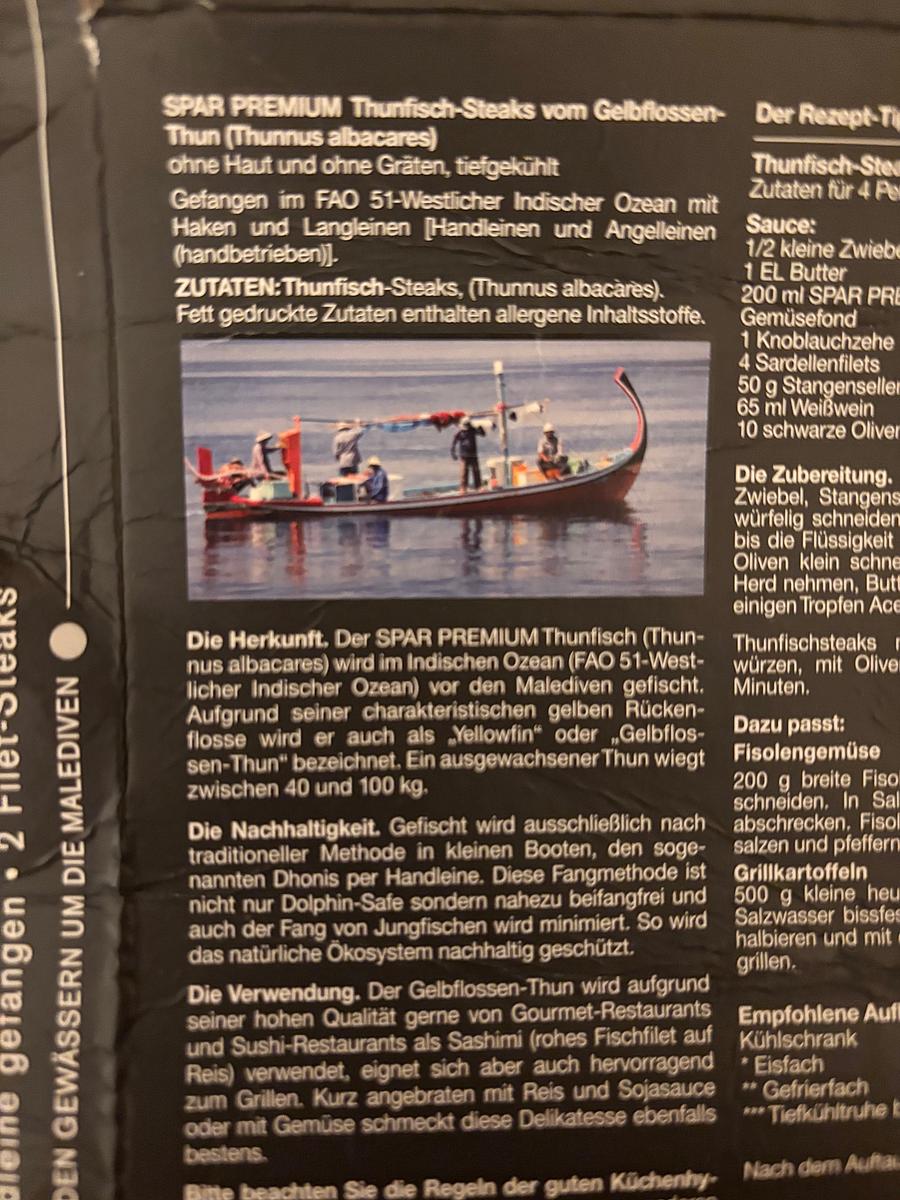 SPAR PREMIUM Thunfisch-Steaks vom Gelbflossen-
Thun (Thunnus albacares)
ohne Haut und ohne Gräten, tiefgekühlt
Gefangen im FAO 51-Westlicher Indischer Ozean mit
Haken und Langleinen [Handleinen und Angelleinen
(handbetrieben)].
ZUTATEN: Thunfisch-Steaks, (Thunnus albacares).
Fett gedruckte Zutaten enthalten allergene Inhaltsstoffe.
Die Herkunft. Der SPAR PREMIUM Thunfisch (Thun-
nus albacares) wird im Indischen Ozean (FAO 51-West-
licher Indischer Ozean) vor den Malediven gefischt.
Aufgrund seiner charakteristischen gelben Rücken-
flosse wird er auch als „Yellowfin“ oder „Gelbflos-
sen-Thun“ bezeichnet. Ein ausgewachsener Thun wiegt
zwischen 40 und 100 kg.
Die Nachhaltigkeit. Gefischt wird ausschließlich nach
traditioneller Methode in kleinen Booten, den soge-
nannten Dhonis per Handleine. Diese Fangmethode ist
nicht nur Dolphin-Safe sondern nahezu beifangfrei und
auch der Fang von Jungfischen wird minimiert. So wird
das natürliche Ökosystem nachhaltig geschützt.
Die Verwendung. Der Gelbflossen-Thun wird aufgrund
seiner hohen Qualität gerne von Gourmet-Restaurants
und Sushi-Restaurants als Sashimi (rohes Fischfilet auf
Reis) verwendet, eignet sich aber auch hervorragend
zum Grillen. Kurz angebraten mit Reis und Sojasauce
oder mit Gemüse schmeckt diese Delikatesse ebenfalls
bestens.
Bitte beachten Sie die Regeln der guten Küchenhy-
Der Rezept-Ti
Thunfisch-Stea
Zutaten für 4 Pe
Sauce:
1/2 kleine Zwiebe
1 EL Butter
200 ml SPAR PRE
Gemüsefond
1 Knoblauchzehe
4 Sardellenfilets
50 g Stangenseller
65 ml Weißwein
10 schwarze Oliven
Die Zubereitung.
Zwiebel, Stangens
würfelig schneiden
bis die Flüssigkeit
Oliven klein schne
Herd nehmen, Butt
einigen Tropfen Ace
Thunfischsteaks
würzen, mit Olive
Minuten.
Dazu passt:
Fisolengemüse
200 g breite Fiso
schneiden. In Sal
abschrecken. Fisol
salzen und pfeffern
Grillkartoffeln
500 g kleine heu
Salzwasser bissfes
halbieren und mit
grillen.
Empfohlene Aufb
Kühlschrank
* Eisfach
** Gefrierfach
*** Tiefkühltruhe b
Nach dem Auftau
leine gefangen • 2 Filet-Steaks
DEN GEWÄSSERN UM DIE MALEDIVEN